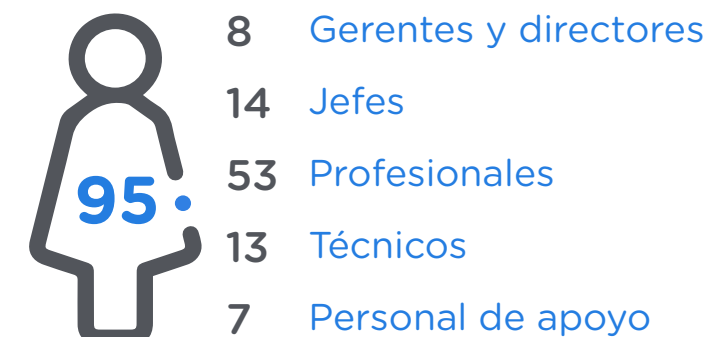 8 Gerentes y directores
14 Jefes
95
53 Profesionales
13 Técnicos
7 Personal de apoyo